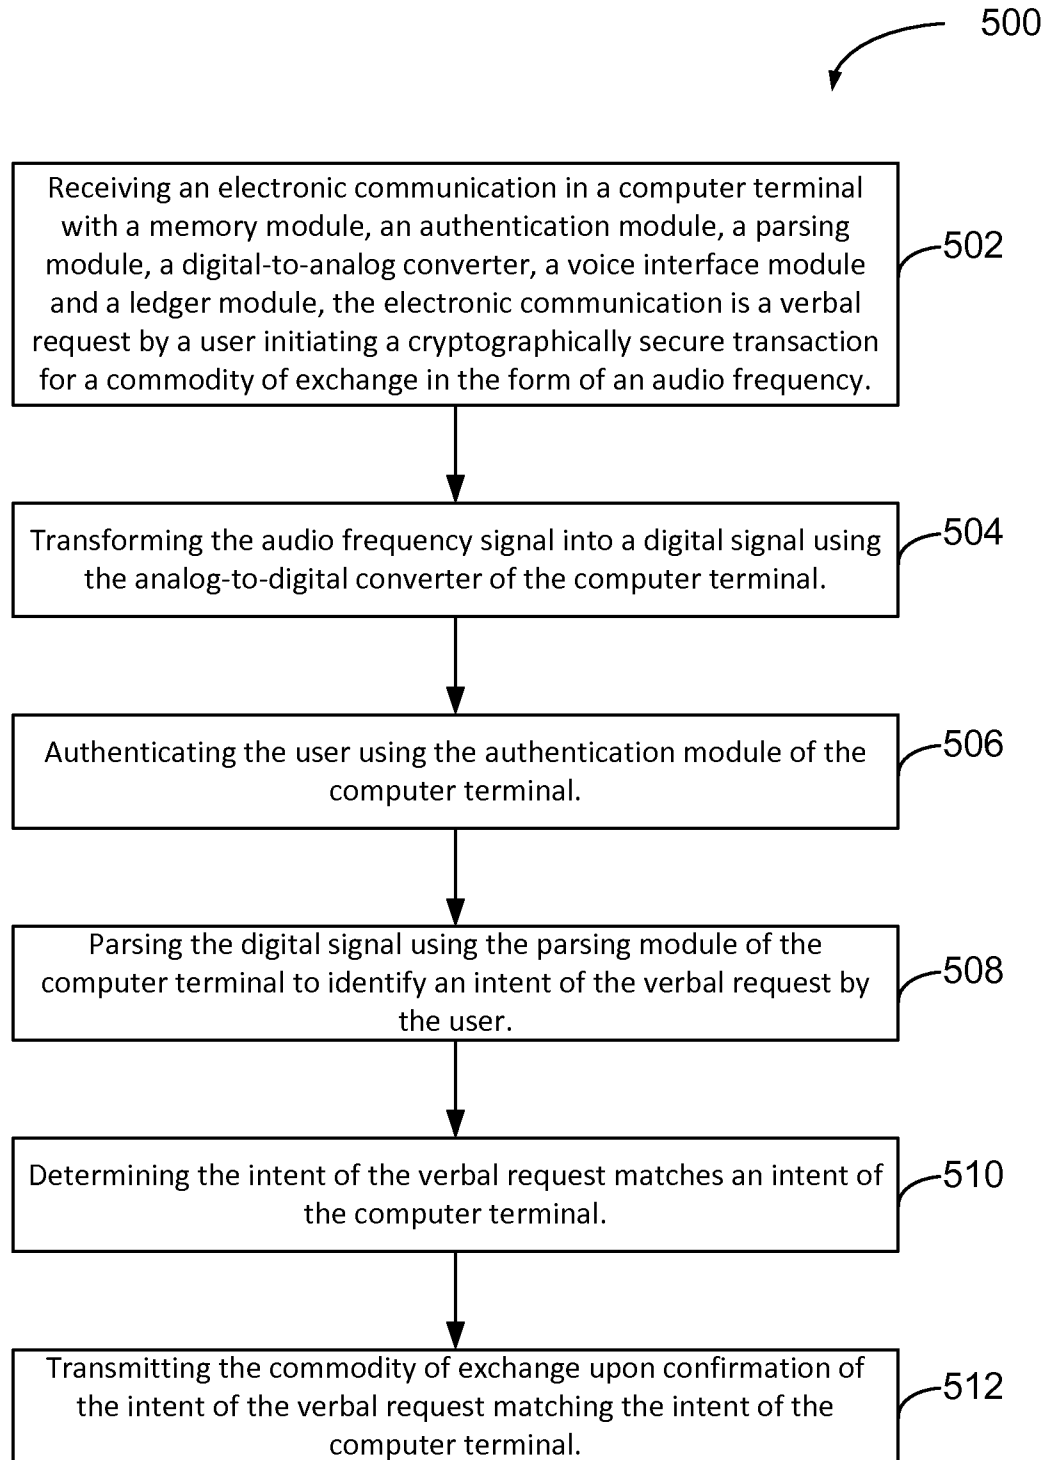 500
Receiving an electronic communication in a computer terminal
with a memory module, an authentication module, a parsing
module, a digital-to-analog converter, a voice interface module
and a ledger module, the electronic communication is a verbal
request by a user initiating a cryptographically secure transaction
for a commodity of exchange in the form of an audio frequency.
502
Transforming the audio frequency signal into a digital signal using
the analog-to-digital converter of the computer terminal.
504
Authenticating the user using the authentication module of the
computer terminal.
506
Parsing the digital signal using the parsing module of the
computer terminal to identify an intent of the verbal request by
the user.
508
Determining the intent of the verbal request matches an intent of
the computer terminal.
510
Transmitting the commodity of exchange upon confirmation of
the intent of the verbal request matching the intent of the
computer terminal.
512